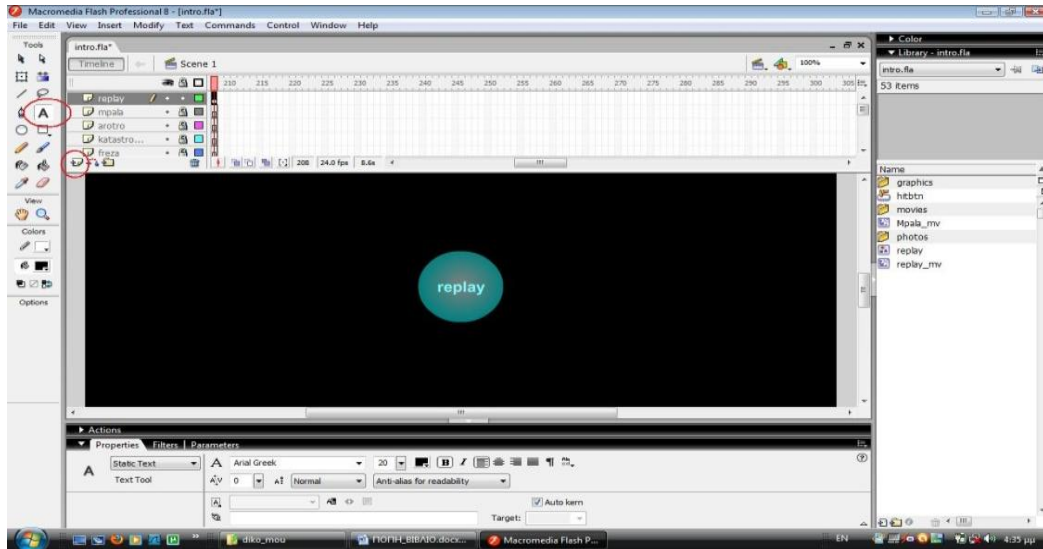 Macromedia Flash Professional 8 - [intro.fla*]
File Edit View Insert Modify Text Commands Control Window Help
Tools
intro.fla*
Color
Library - intro.fla
Timeline
Scene 1
100%
intro.fla
53 items
210 215 220 225 230 235 240 245 250 255 260 265 270 275 280 285 290 295 300 305
replay
mpala
arotro
katastro...
freza
208 24.0 fps 8.6s
View
Colors
Options
Name
graphics
hitbtn
movies
Mpala_mv
photos
replay
replay_mv
replay
Actions
Properties Filters Parameters
A Static Text
Text Tool
A Arial Greek 20 B I
A/V 0 Normal Anti-alias for readability
Auto kern
Target:
diko_mou
ΠΟΠΗ_ΒΙΒΛΙΟ.docx...
Macromedia Flash P...
EN
4:35 μμ